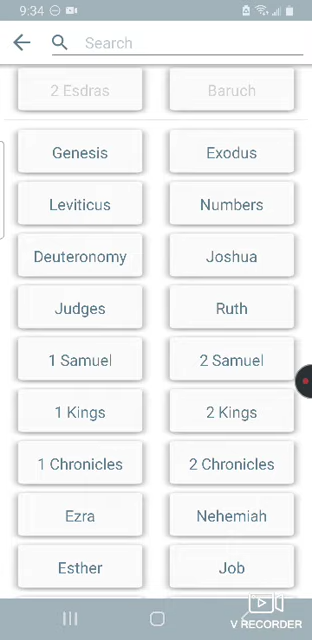 9:34
Search
2 Esdras Baruch
Genesis Exodus
Leviticus Numbers
Deuteronomy Joshua
Judges Ruth
1 Samuel 2 Samuel
1 Kings 2 Kings
1 Chronicles 2 Chronicles
Ezra Nehemiah
Esther Job
V RECORDER